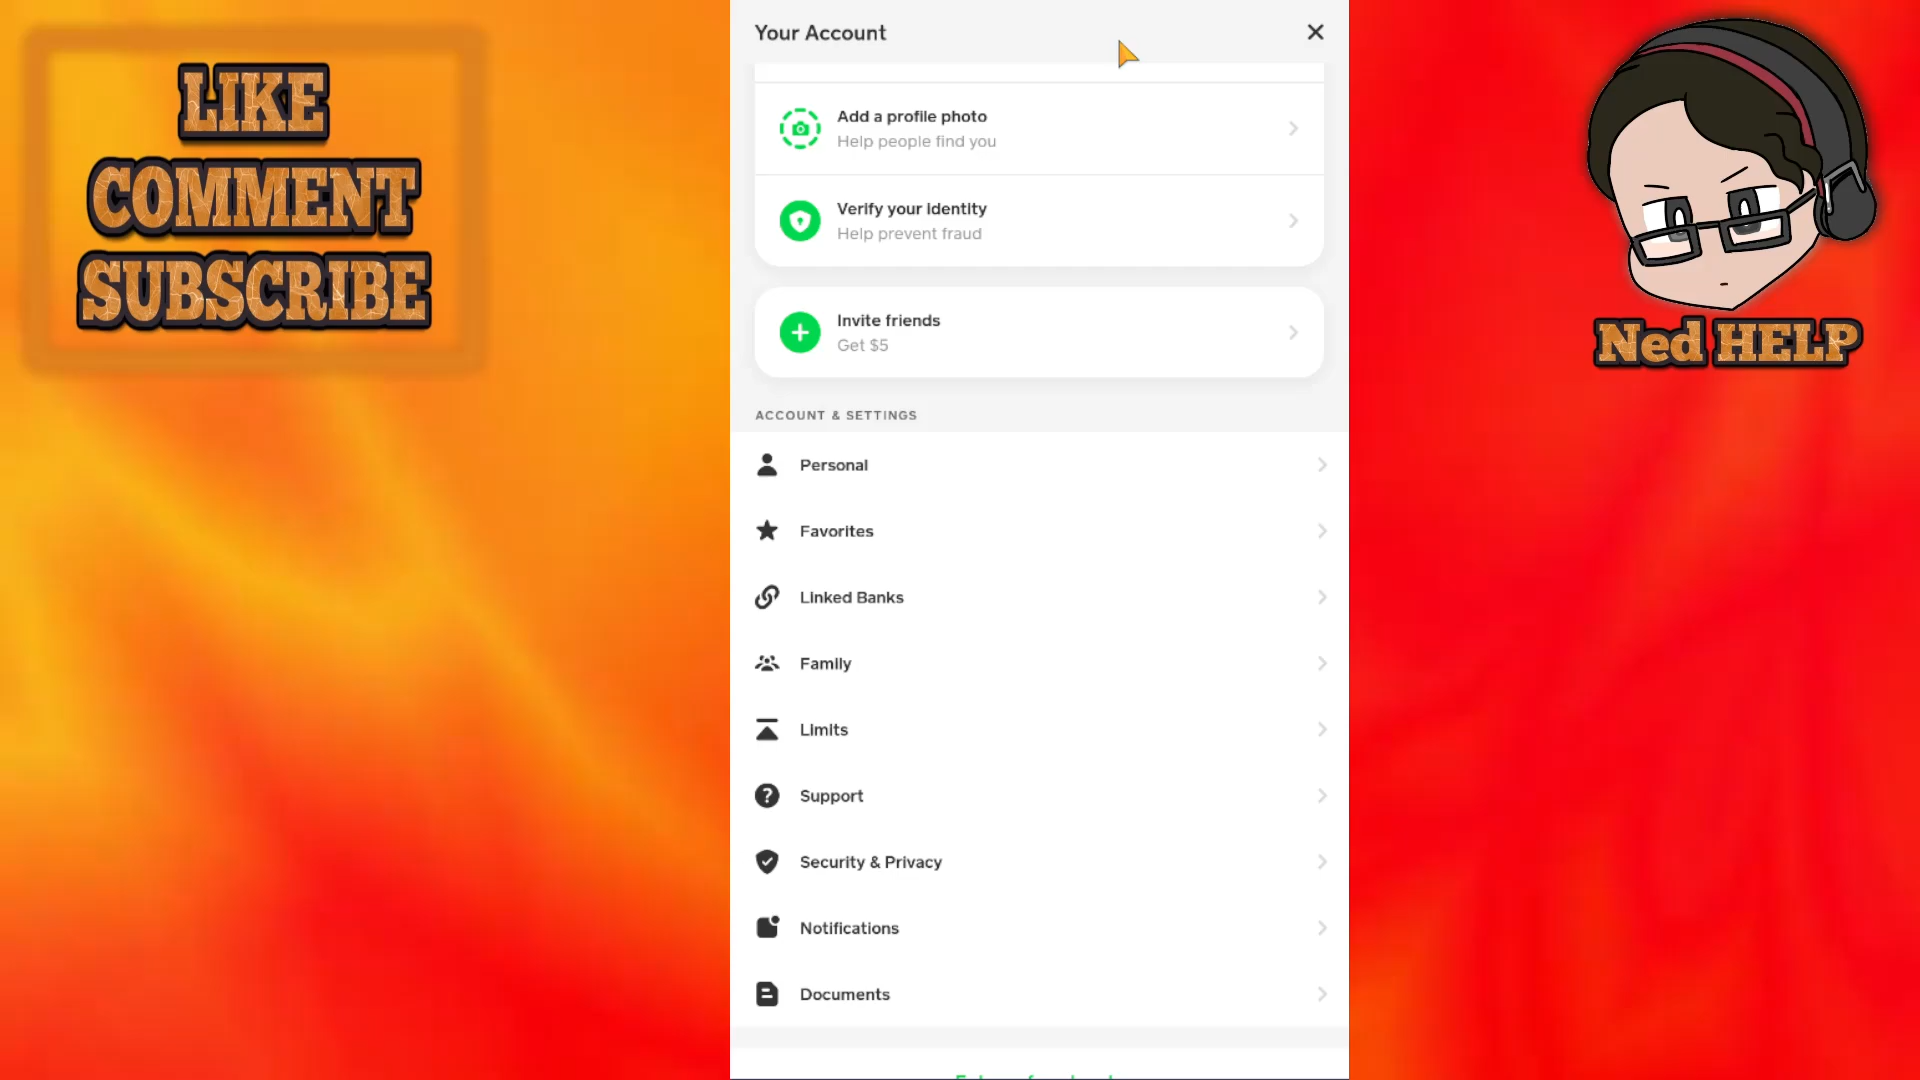 LIKE
COMMENT
SUBSCRIBE
Your Account
Add a profile photo
Help people find you
Verify your identity
Help prevent fraud
Invite friends
Get $5
ACCOUNT & SETTINGS
Personal
Favorites
Linked Banks
Family
Limits
Support
Security & Privacy
Notifications
Documents
Ned HELP